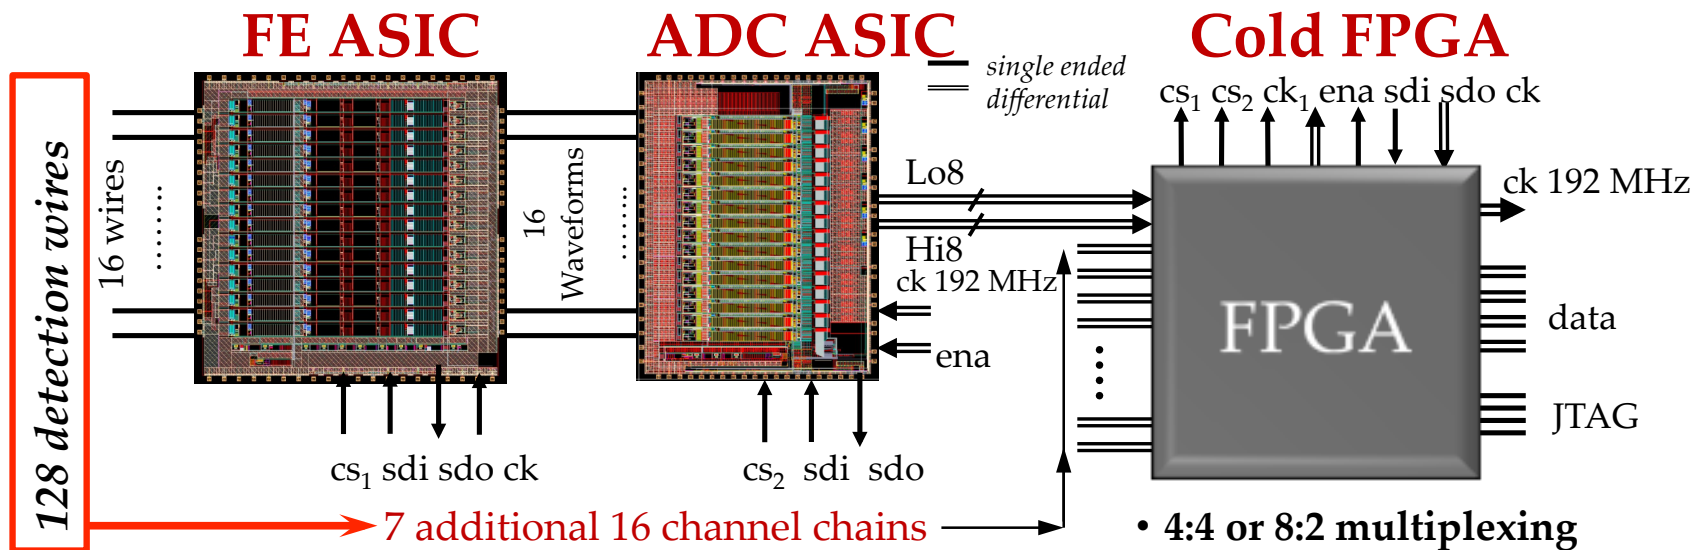 FE ASIC
ADC ASIC
Cold FPGA
single ended
differential
cs1 cs2 ck1 ena sdi sdo ck
128 detection wires
16 wires
........
16
Waveforms
........
Lo8
Hi8
ck 192 MHz
ena
ck 192 MHz
FPGA
data
JTAG
cs1 sdi sdo ck
cs2 sdi sdo
7 additional 16 channel chains
• 4:4 or 8:2 multiplexing